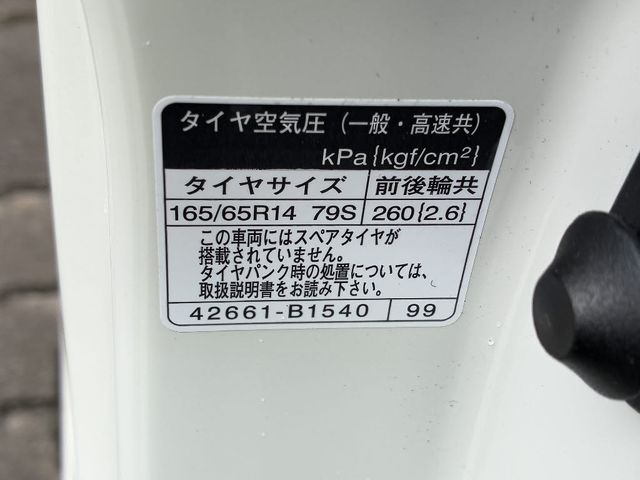 タイヤ空気圧（一般・高速共）
kPa{kgf/cm²}
タイヤサイズ 前後輪共
165/65R14 79S 260{2.6}
この車両にはスペアタイヤが
搭載されていません。
タイヤパンク時の処置については、
取扱説明書をお読み下さい。
42661-B1540 99